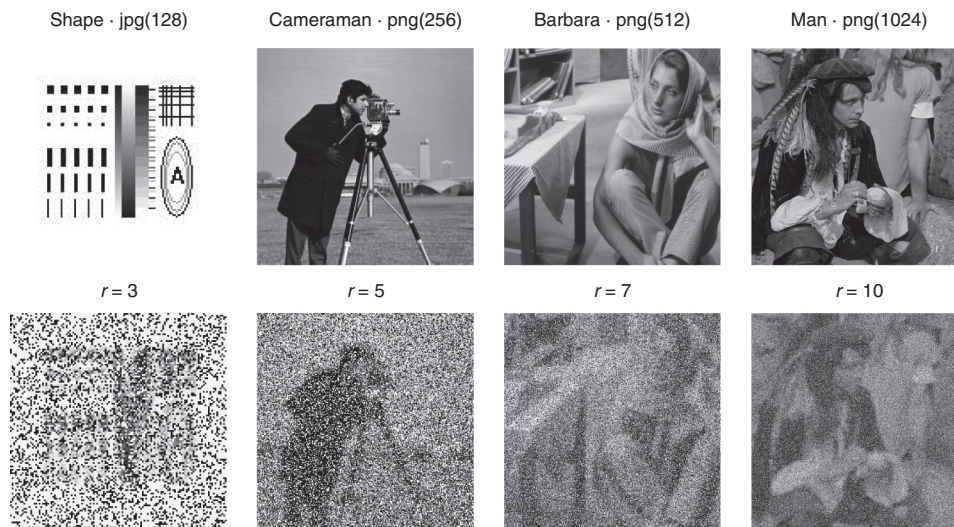 Shape · jpg(128)
Cameraman · png(256)
Barbara · png(512)
Man · png(1024)
A
r = 3
r = 5
r = 7
r = 10